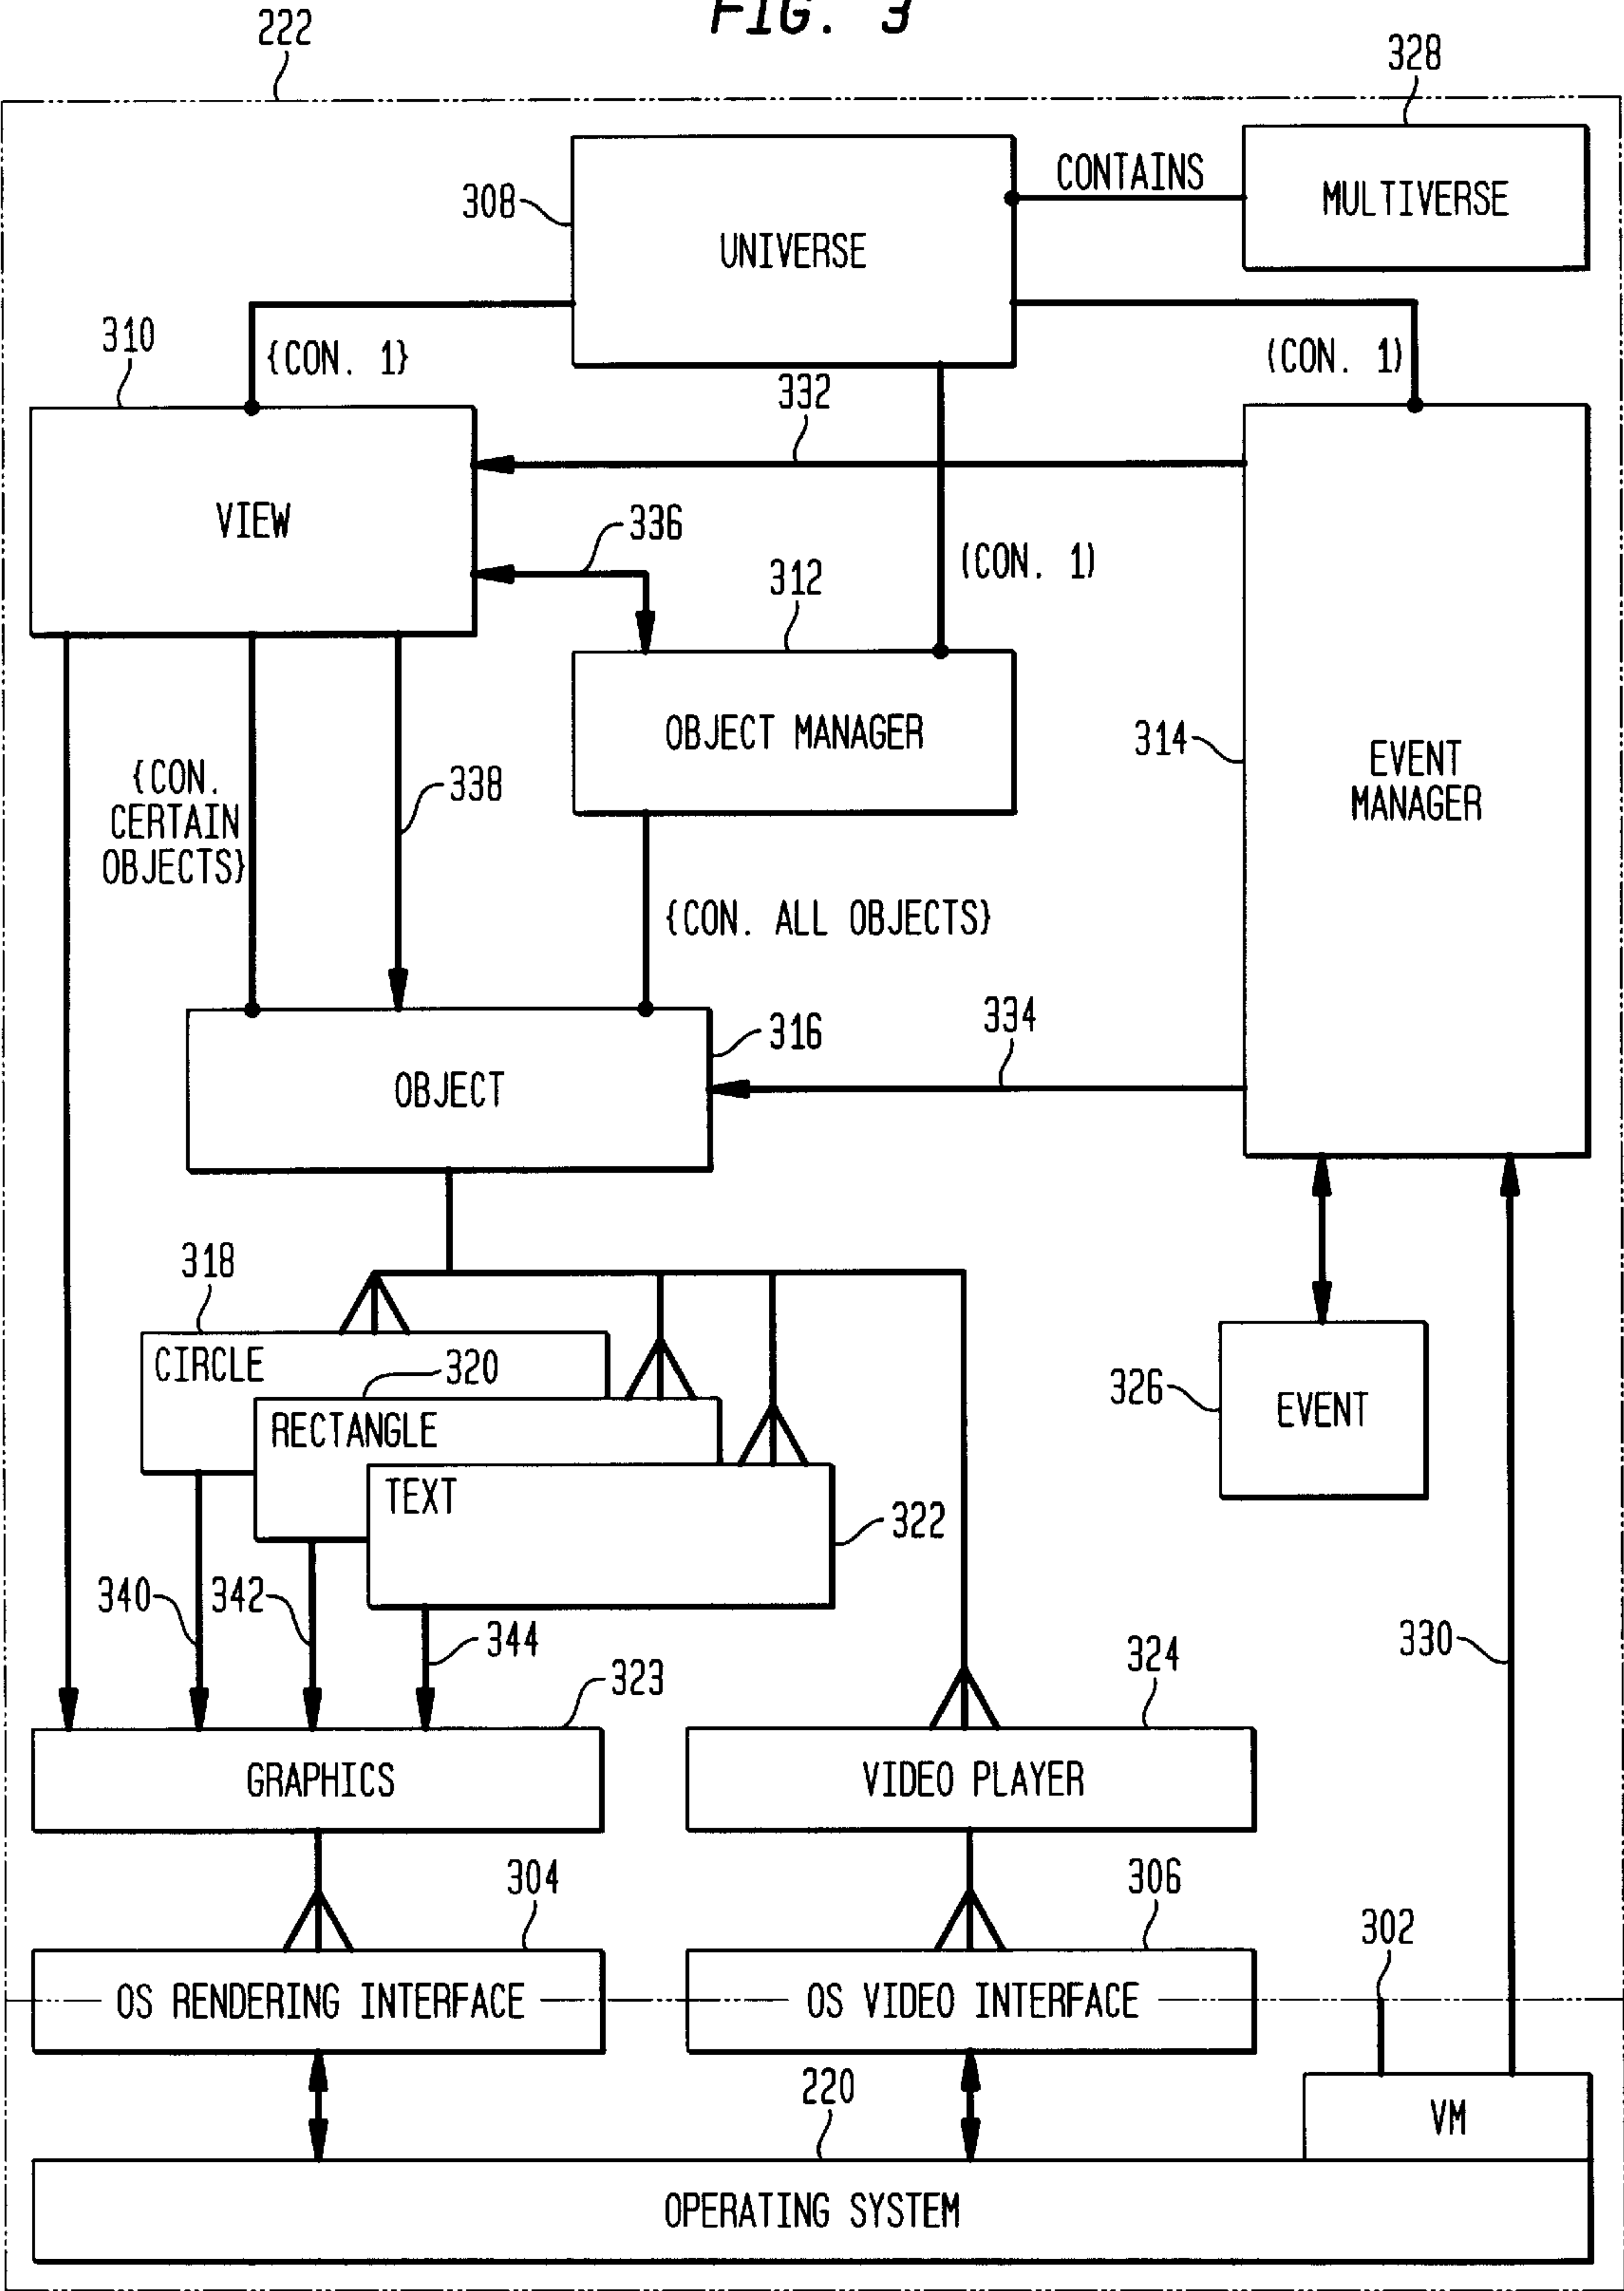 FIG. 3
222
328
CONTAINS
MULTIVERSE
308
UNIVERSE
310
{CON. 1}
(CON. 1)
332
VIEW
336
(CON. 1)
312
OBJECT MANAGER
314
EVENT
MANAGER
{CON.
CERTAIN
OBJECTS}
338
{CON. ALL OBJECTS}
316
334
OBJECT
318
CIRCLE
320
RECTANGLE
326
EVENT
TEXT
322
340
342
344
330
323
324
GRAPHICS
VIDEO PLAYER
304
306
302
OS RENDERING INTERFACE
OS VIDEO INTERFACE
220
VM
OPERATING SYSTEM